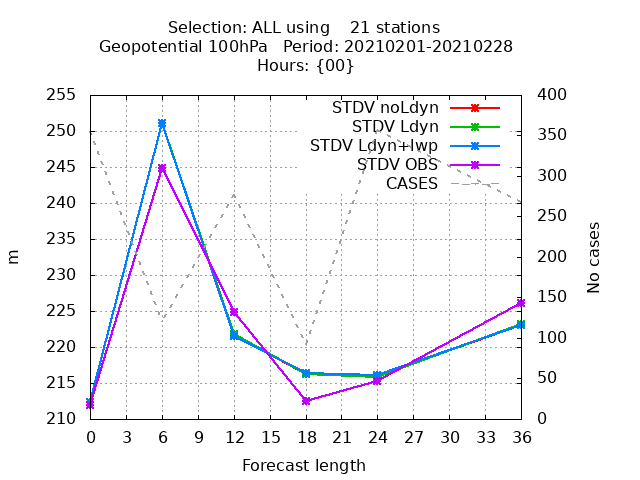 Selection: ALL using    21 stations
Geopotential 100hPa   Period: 20210201-20210228
Hours: {00}
255
250
245
240
235
230
225
220
215
210
m
STDV noLdyn
STDV Ldyn
STDV Ldyn+lwp
STDV OBS
CASES
400
350
300
250
200
150
100
50
0
No cases
0 3 6 9 12 15 18 21 24 27 30 33 36
Forecast length